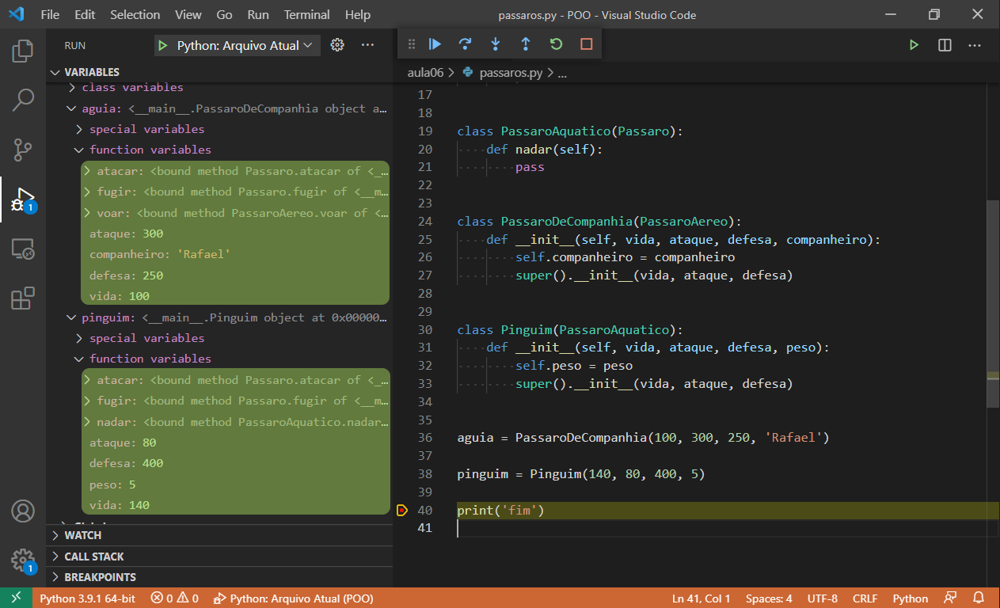 File Edit Selection View Go Run Terminal Help passaros.py - POO - Visual Studio Code
RUN Python: Arquivo Atual
aula06 > passaros.py > ...
VARIABLES
class variables
aguia: <__main__.PassaroDeCompanhia object a…
special variables
function variables
atacar: <bound method Passaro.atacar of <_…
fugir: <bound method Passaro.fugir of <__m…
voar: <bound method PassaroAereo.voar of <…
ataque: 300
companheiro: 'Rafael'
defesa: 250
vida: 100
pinguim: <__main__.Pinguim object at 0x00000…
special variables
function variables
atacar: <bound method Passaro.atacar of <_…
fugir: <bound method Passaro.fugir of <__m…
nadar: <bound method PassaroAquatico.nadar…
ataque: 80
defesa: 400
peso: 5
vida: 140
WATCH
CALL STACK
BREAKPOINTS
1
1
17
18
19 class PassaroAquatico(Passaro):
20 def nadar(self):
21 pass
22
23
24 class PassaroDeCompanhia(PassaroAereo):
25 def __init__(self, vida, ataque, defesa, companheiro):
26 self.companheiro = companheiro
27 super().__init__(vida, ataque, defesa)
28
29
30 class Pinguim(PassaroAquatico):
31 def __init__(self, vida, ataque, defesa, peso):
32 self.peso = peso
33 super().__init__(vida, ataque, defesa)
34
35
36 aguia = PassaroDeCompanhia(100, 300, 250, 'Rafael')
37
38 pinguim = Pinguim(140, 80, 400, 5)
39
40 print('fim')
41
Python 3.9.1 64-bit 0 0 Python: Arquivo Atual (POO) Ln 41, Col 1 Spaces: 4 UTF-8 CRLF Python